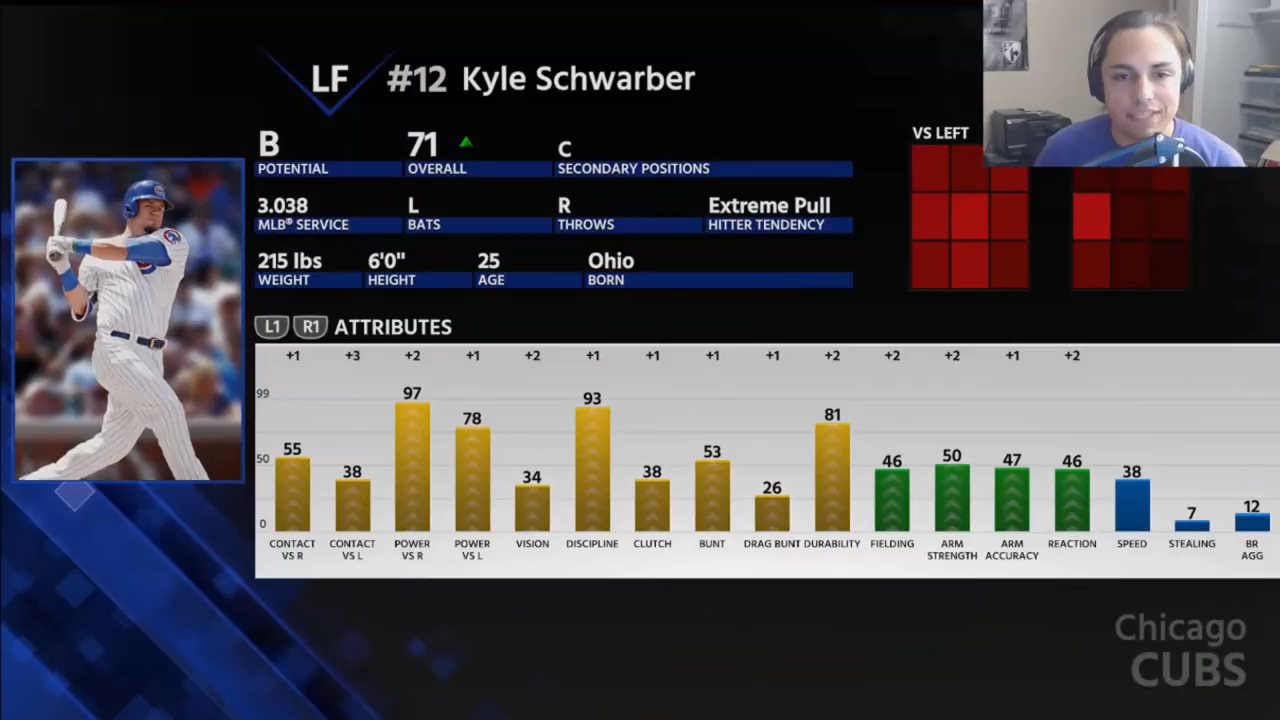 LF #12 Kyle Schwarber
B 71 C
POTENTIAL OVERALL SECONDARY POSITIONS
3.038 L R Extreme Pull
MLB® SERVICE BATS THROWS HITTER TENDENCY
215 lbs 6'0" 25 Ohio
WEIGHT HEIGHT AGE BORN
VS LEFT
L1 R1 ATTRIBUTES
+1 +3 +2 +1 +2 +1 +1 +1 +1 +2 +2 +2 +1 +2
99
50
0
55 38 97 78 34 93 38 53 26 81 46 50 47 46 38 7 12
CONTACT VS R
CONTACT VS L
POWER VS R
POWER VS L
VISION
DISCIPLINE
CLUTCH
BUNT
DRAG BUNT
DURABILITY
FIELDING
ARM STRENGTH
ARM ACCURACY
REACTION
SPEED
STEALING
BR AGG
Chicago
CUBS